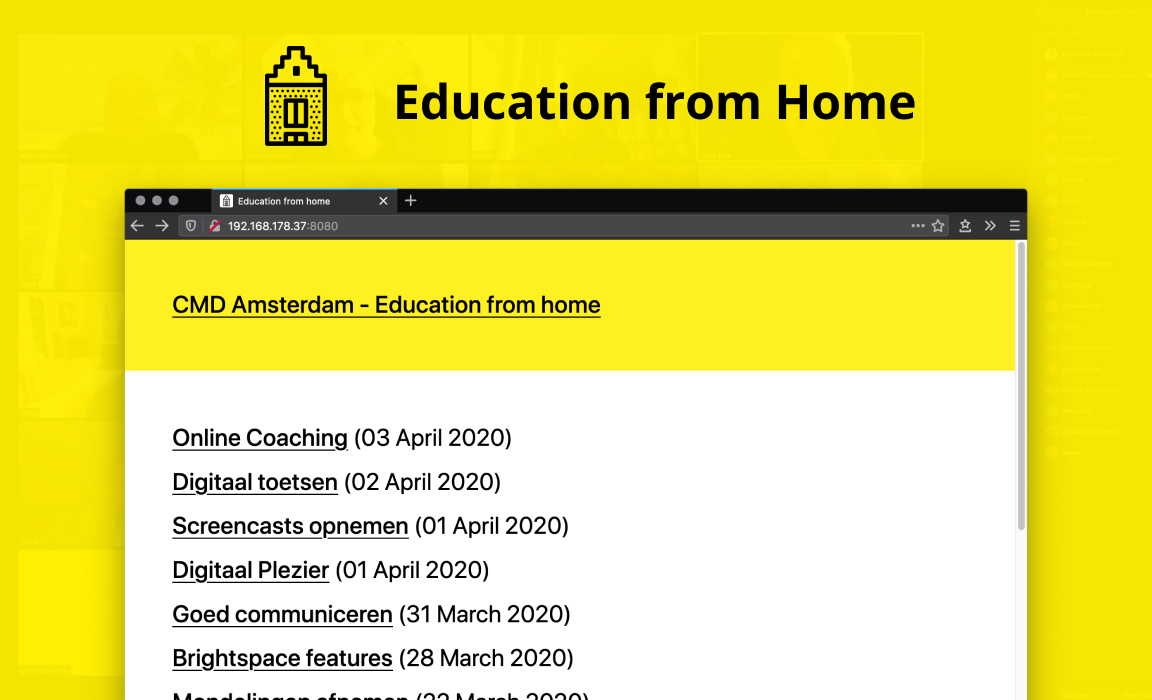 Education from Home
Education from home
192.168.178.37:8080
CMD Amsterdam - Education from home
Online Coaching (03 April 2020)
Digitaal toetsen (02 April 2020)
Screencasts opnemen (01 April 2020)
Digitaal Plezier (01 April 2020)
Goed communiceren (31 March 2020)
Brightspace features (28 March 2020)